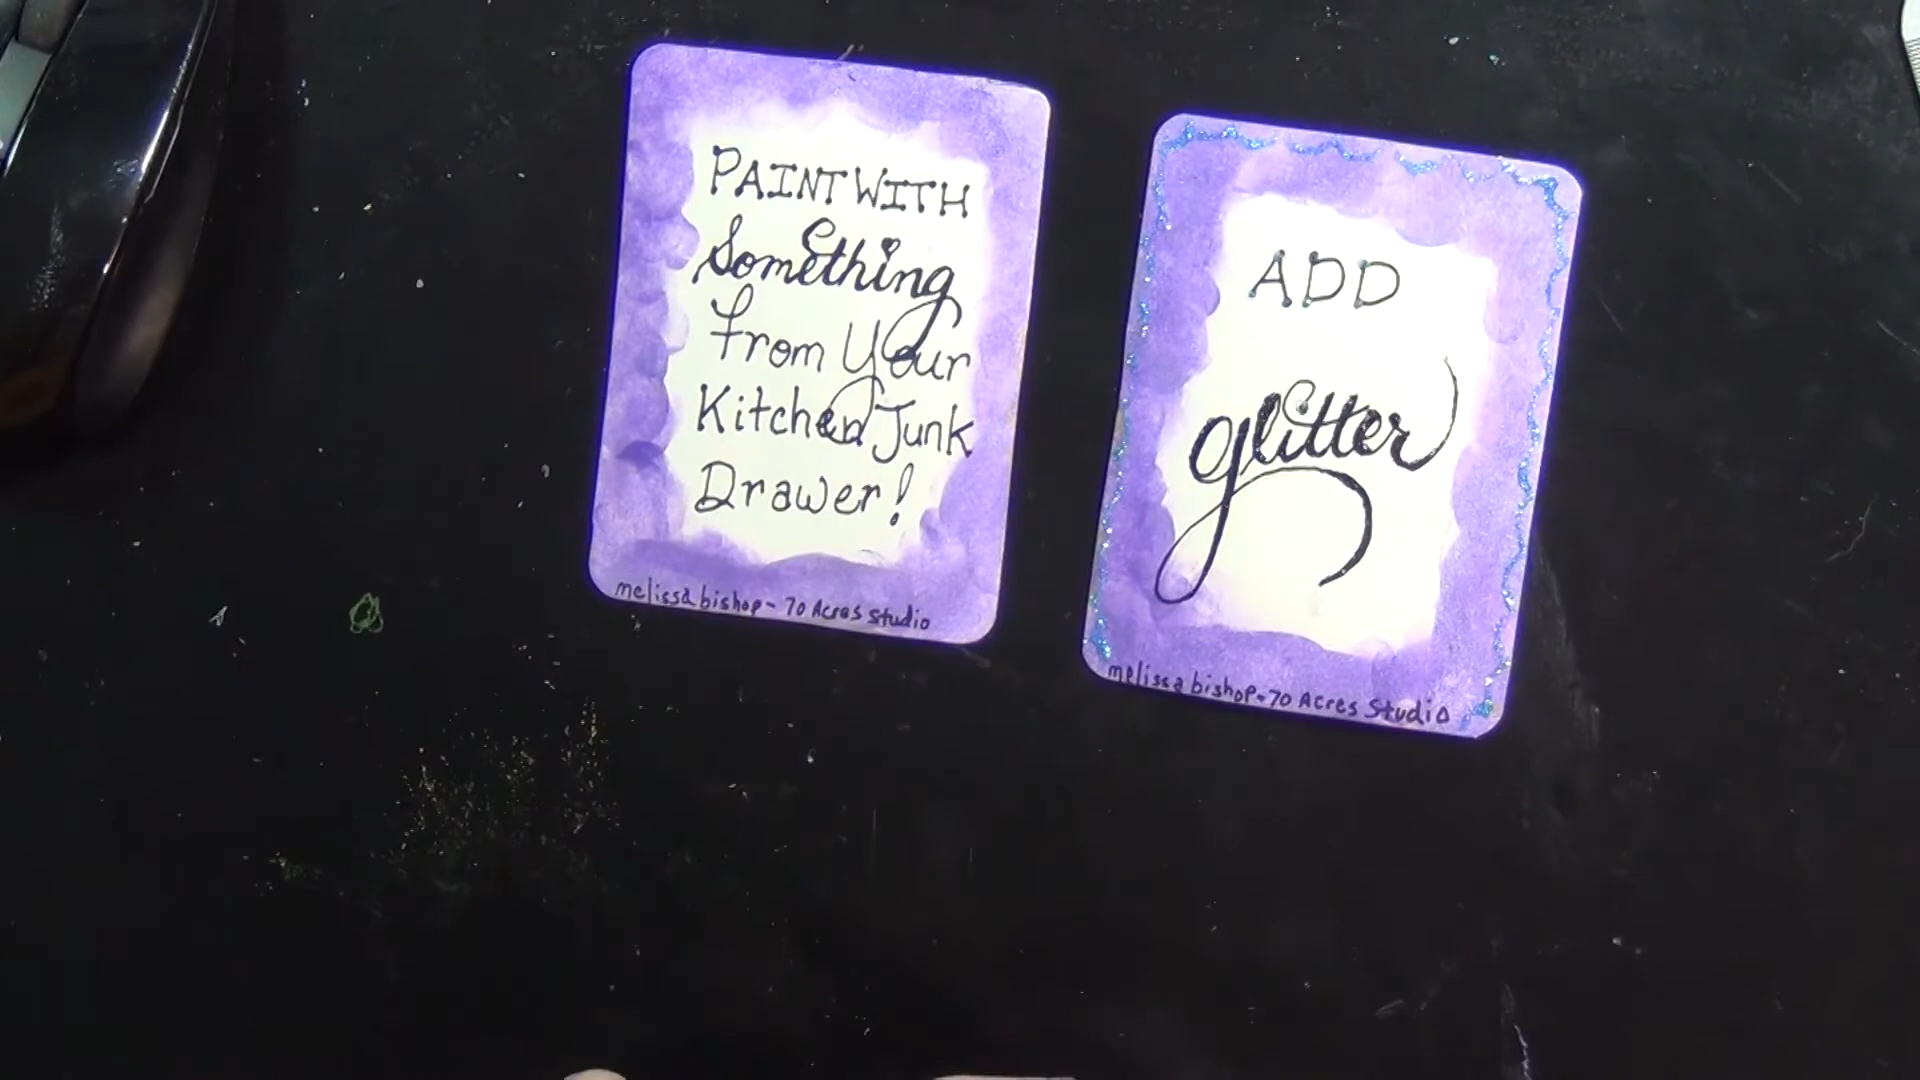 PAINT WITH
Something
from Your
Kitchen Junk
Drawer!
melissa bishop - 70 Acres Studio
ADD
glitter
melissa bishop - 70 Acres Studio